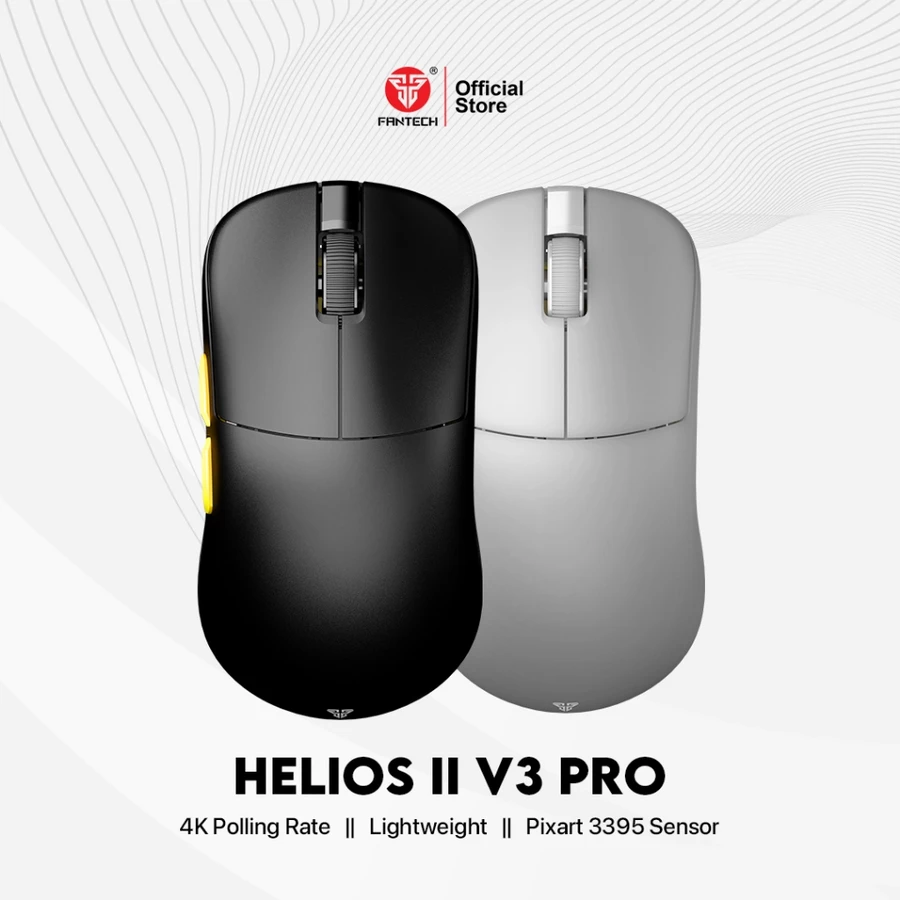 FANTECH®
Official
Store
HELIOS II V3 PRO
4K Polling Rate || Lightweight || Pixart 3395 Sensor